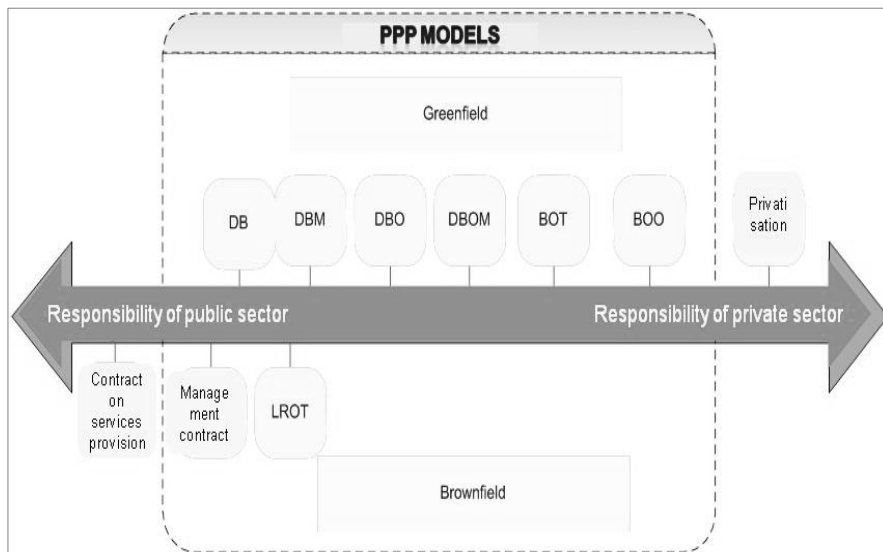 PPP MODELS
Greenfield
DB
DBM
DBO
DBOM
BOT
BOO
Privati
sation
Responsibility of public sector
Responsibility of private sector
Contract
on
services
provision
Manage
ment
contract
LROT
Brownfield